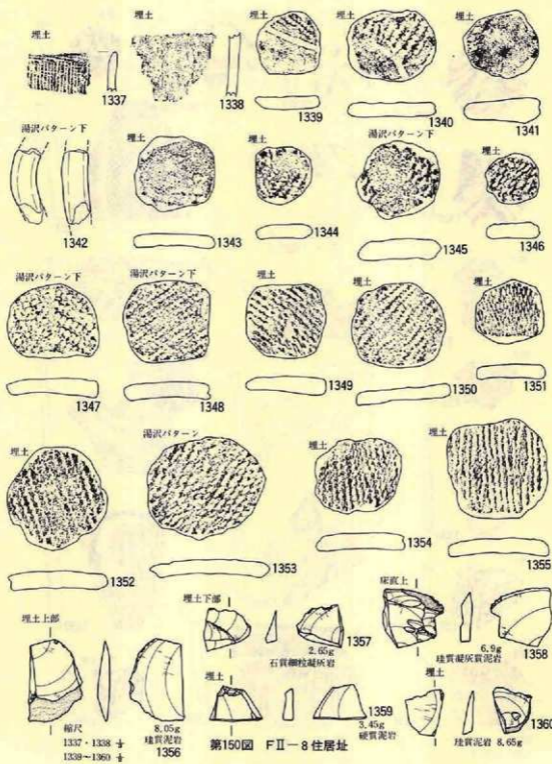 埋土
1337
埋土
1338
1339
埋土
1340
埋土
1341
湯沢パターン下
1342
埋土
1343
埋土
1344
湯沢パターン下
1345
埋土
1346
湯沢パターン下
1347
湯沢パターン下
1348
埋土
1349
埋土
1350
埋土
1351
埋土
1352
湯沢パターン
1353
埋土
1354
埋土
1355
埋土上部
8.05g
珪質泥岩
1356
埋土下部
2.65g
石質細粒凝灰岩
1357
床直上
6.9g
珪質凝灰質泥岩
1358
埋土
3.45g
硬質泥岩
1359
埋土
珪質泥岩 8.65g
1360
縮尺
1337・1338
1339~1360
第150図 FⅡ-8住居址